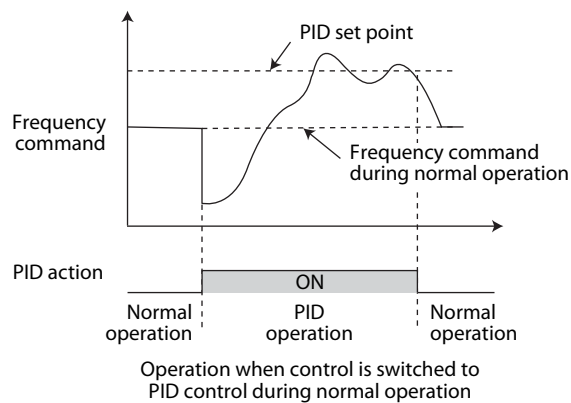 PID set point
Frequency
command
Frequency command
during normal operation
PID action
ON
Normal
operation
PID
operation
Normal
operation
Operation when control is switched to
PID control during normal operation